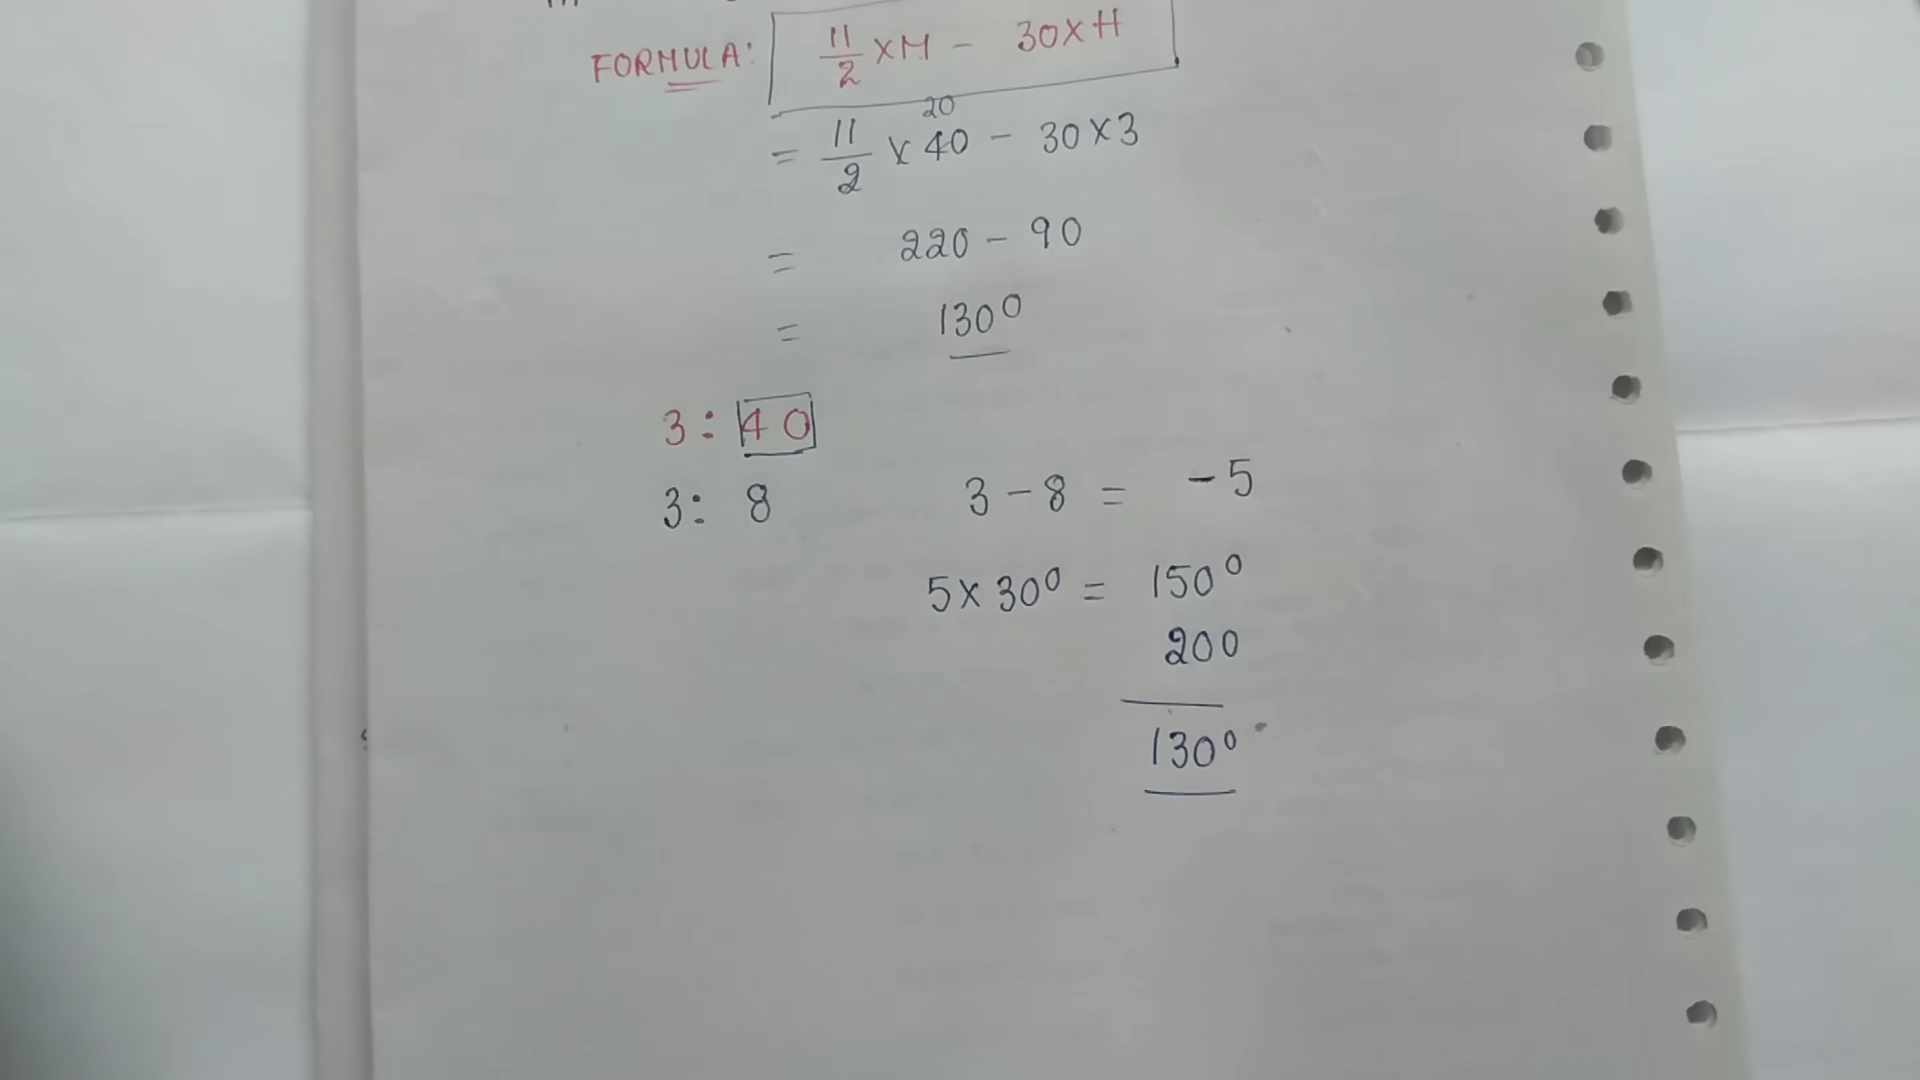 FORMULA: 11/2 x M - 30 x H
20
= 11/2 x 40 - 30 x 3
= 220 - 90
= 130°
3 : 40
3 : 8 3 - 8 = - 5
5 x 30° = 150°
20°
130°